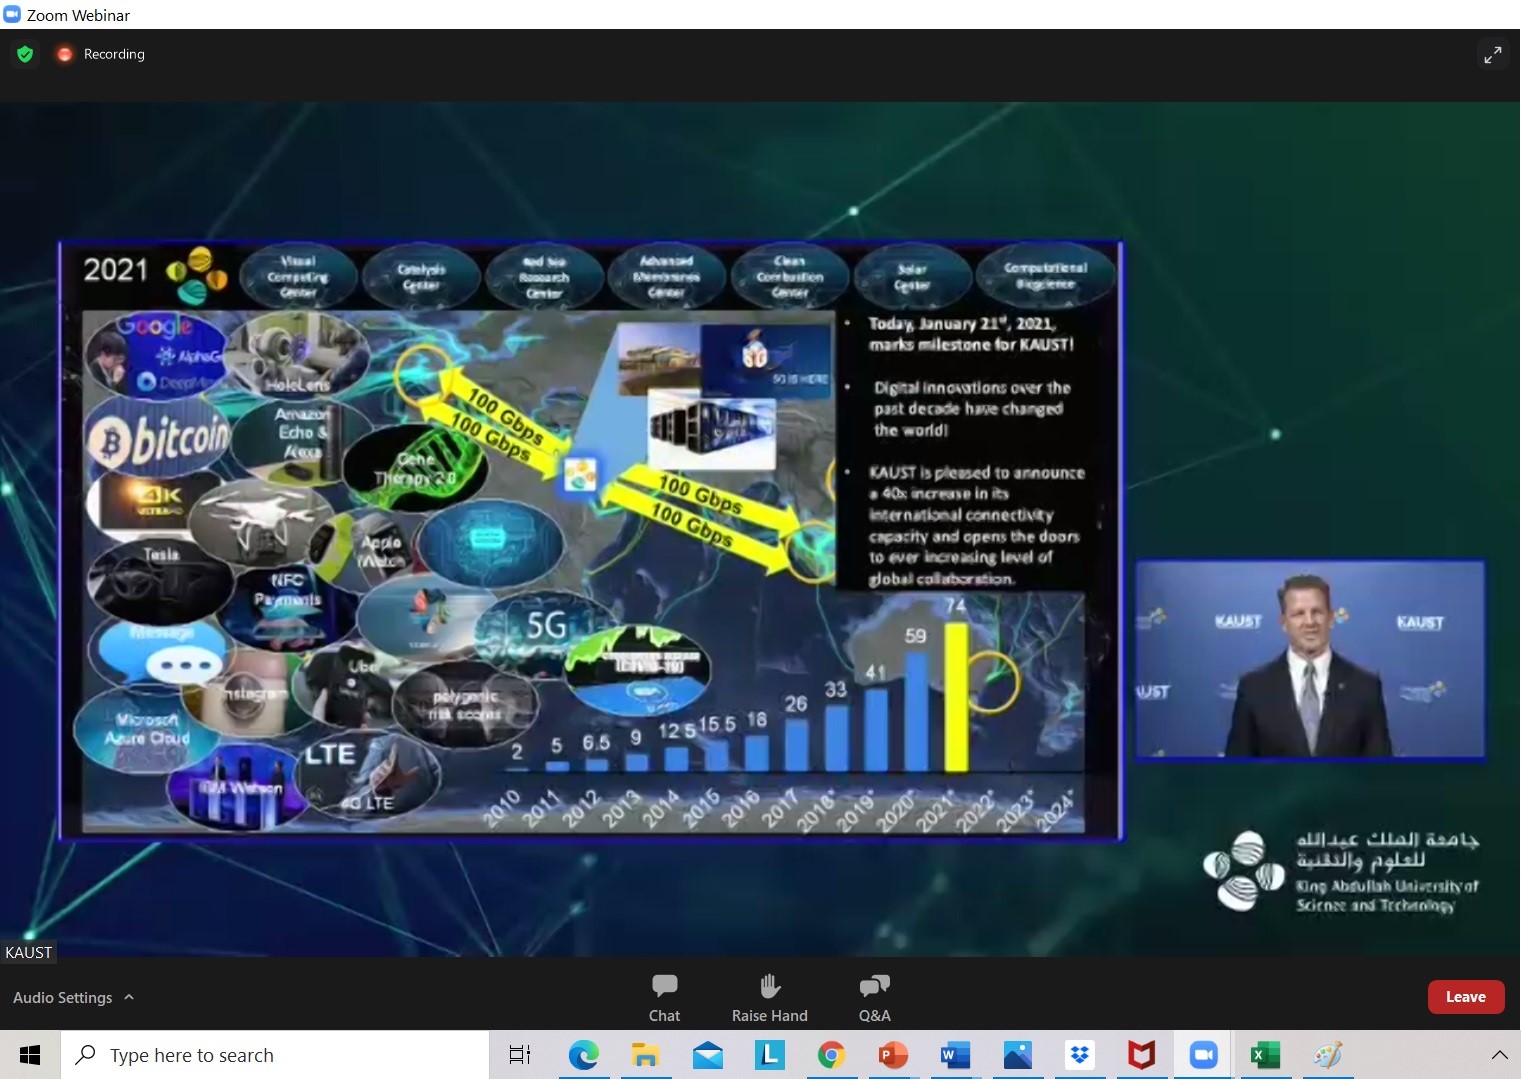 Zoom Webinar
Recording
2021
Visual
Computing
Center
Catalysis
Center
Red Sea
Research
Center
Advanced
Membranes
Center
Clean
Combustion
Center
Solar
Center
Computational
Bioscience
Google
AlphaGo
DeepMind
HoloLens
bitcoin
Amazon
Echo &
Alexa
Gene
Therapy 2.0
4K
ULTRA HD
Tesla
Apple
Watch
NFC
Payments
iMessage
5G
(COVID-19)
Instagram
Uber
polygenic
risk scores
Microsoft
Azure Cloud
IBM Watson
LTE
4G LTE
100 Gbps
100 Gbps
100 Gbps
100 Gbps
5G
5G IS HERE
• Today, January 21st, 2021,
marks milestone for KAUST!
• Digital innovations over the
past decade have changed
the world!
• KAUST is pleased to announce
a 40x increase in its
international connectivity
capacity and opens the doors
to ever increasing level of
global collaboration.
2 5 6.5 9 12.5 15.5 18 26 33 41 59 74
2010 2011 2012 2013 2014 2015 2016 2017 2018* 2019* 2020* 2021* 2022* 2023* 2024*
KAUST
KAUST
UST
جامعة الملك عبدالله
للعلوم والتقنية
King Abdullah University of
Science and Technology
KAUST
Audio Settings
Chat
Raise Hand
Q&A
Leave
Type here to search